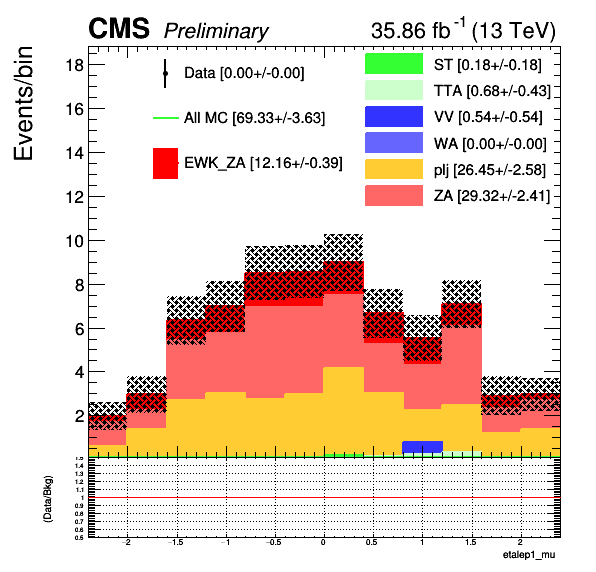 CMS Preliminary 35.86 fb⁻¹ (13 TeV)
Events/bin
18
16
14
12
10
8
6
4
2
Data [0.00+/-0.00]
All MC [69.33+/-3.63]
EWK_ZA [12.16+/-0.39]
ST [0.18+/-0.18]
TTA [0.68+/-0.43]
VV [0.54+/-0.54]
WA [0.00+/-0.00]
plj [26.45+/-2.58]
ZA [29.32+/-2.41]
(Data/Bkg)
1.5
1.4
1.3
1.2
1.1
1
0.9
0.8
0.7
0.6
0.5
−2 −1.5 −1 −0.5 0 0.5 1 1.5 2
etalep1_mu